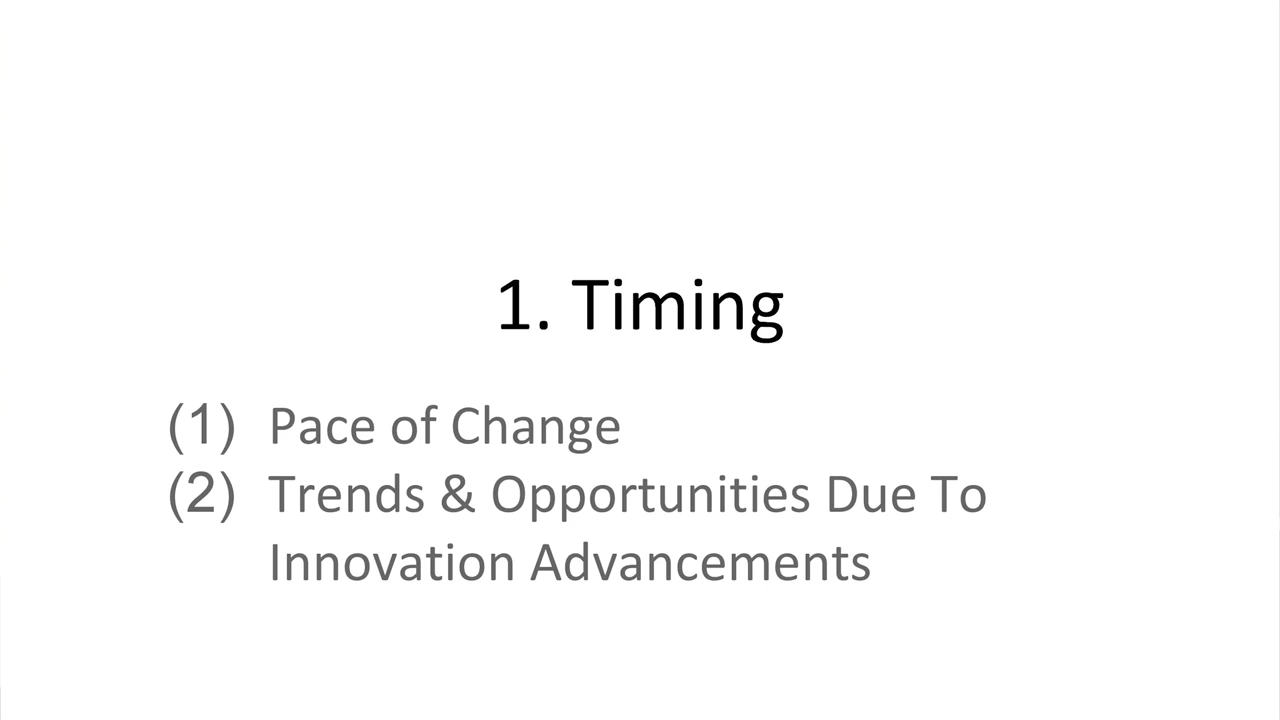 1. Timing
(1) Pace of Change
(2) Trends & Opportunities Due To
Innovation Advancements